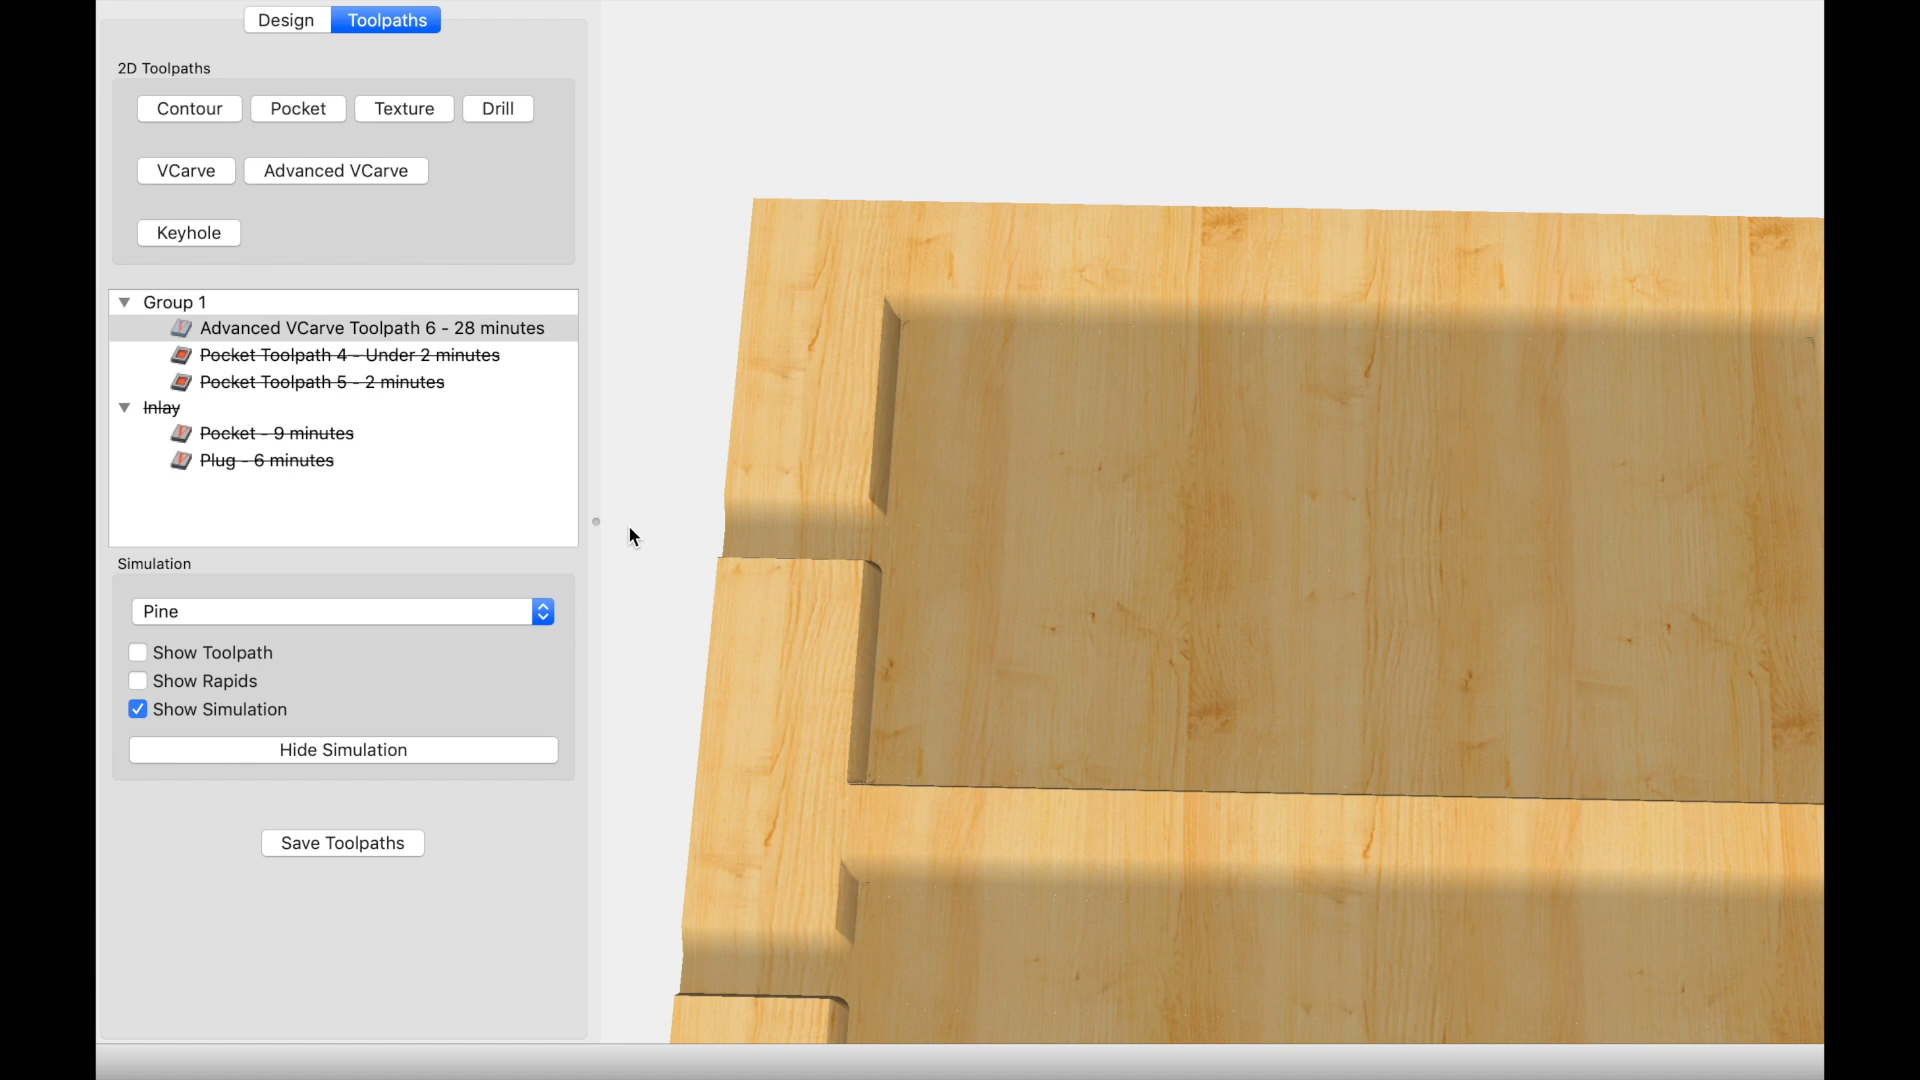 Design Toolpaths
2D Toolpaths
Contour Pocket Texture Drill
VCarve Advanced VCarve
Keyhole
Group 1
Advanced VCarve Toolpath 6 - 28 minutes
Pocket Toolpath 4 - Under 2 minutes
Pocket Toolpath 5 - 2 minutes
Inlay
Pocket - 9 minutes
Plug - 6 minutes
Simulation
Pine
Show Toolpath
Show Rapids
Show Simulation
Hide Simulation
Save Toolpaths